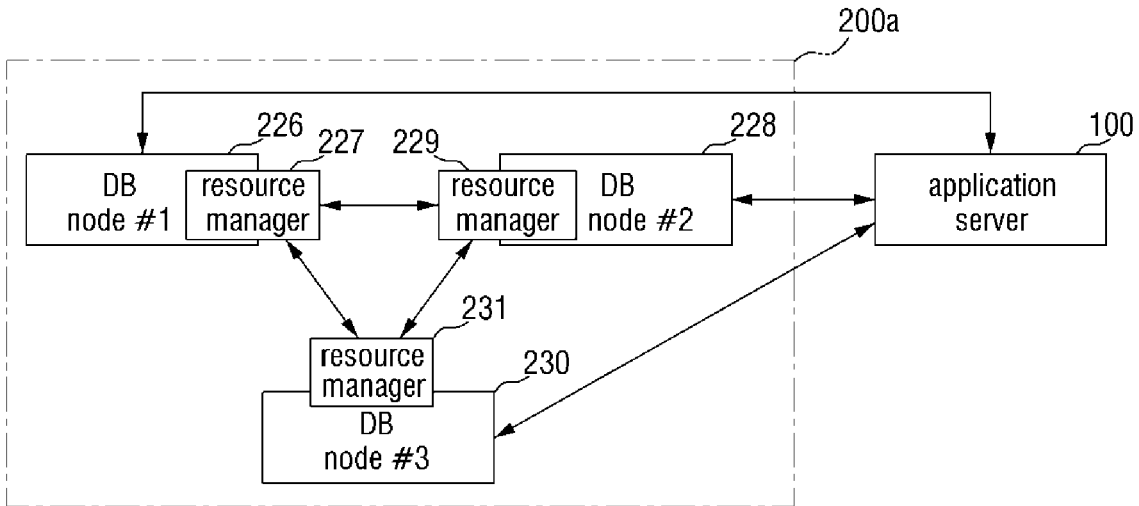 200a
226
227
229
228
100
DB
node #1
resource
manager
resource
manager
DB
node #2
application
server
231
resource
manager
230
DB
node #3